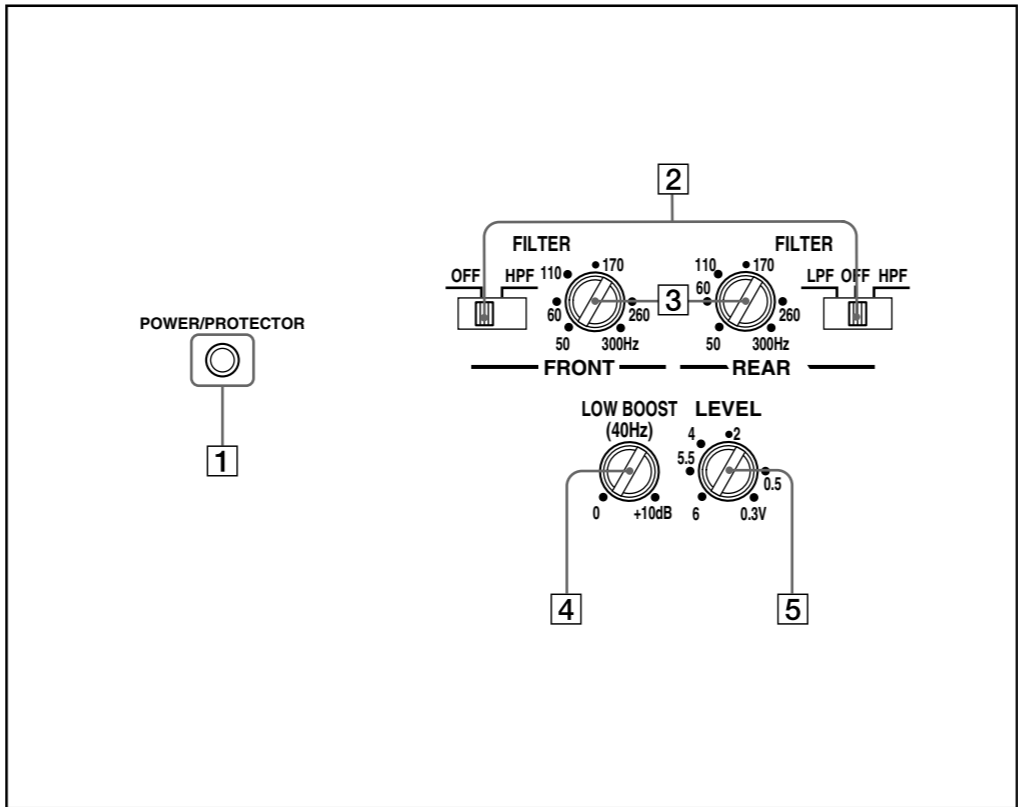 2
FILTER FILTER
OFF HPF 110 170 110 170 LPF OFF HPF
60 260 3 60 260
50 300Hz 50 300Hz
FRONT REAR
POWER/PROTECTOR
1
LOW BOOST
(40Hz)
0 +10dB
LEVEL
4 2
5.5 0.5
6 0.3V
4 5